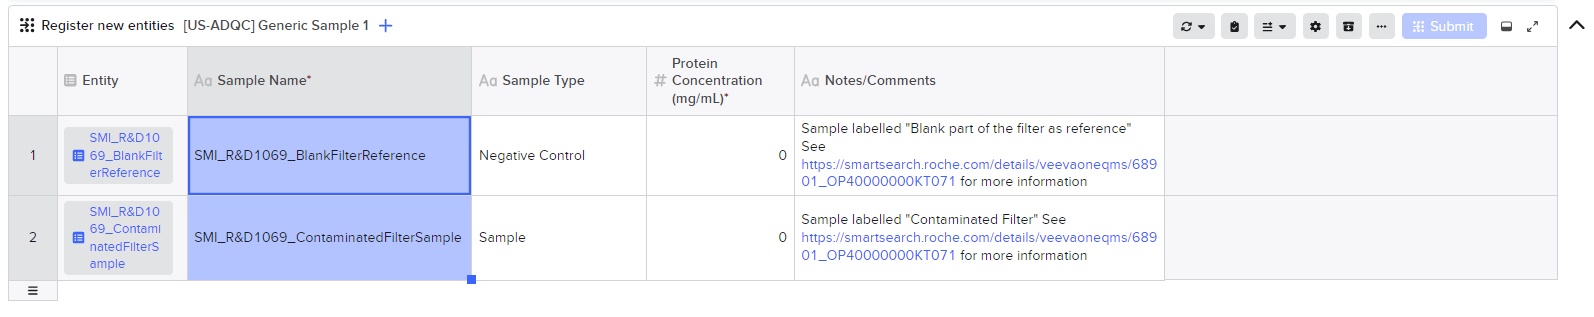 Register new entities [US-ADQC] Generic Sample 1 +
Submit
Entity
Aa Sample Name*
Aa Sample Type
# Protein
Concentration
(mg/mL)*
Aa Notes/Comments
1
SMI_R&D10
69_BlankFilt
erReference
SMI_R&D1069_BlankFilterReference
Negative Control
0
Sample labelled "Blank part of the filter as reference"
See
https://smartsearch.roche.com/details/veevaoneqms/689
01_OP40000000KT071 for more information
2
SMI_R&D10
69_Contami
natedFilterS
ample
SMI_R&D1069_ContaminatedFilterSample
Sample
0
Sample labelled "Contaminated Filter" See
https://smartsearch.roche.com/details/veevaoneqms/689
01_OP40000000KT071 for more information